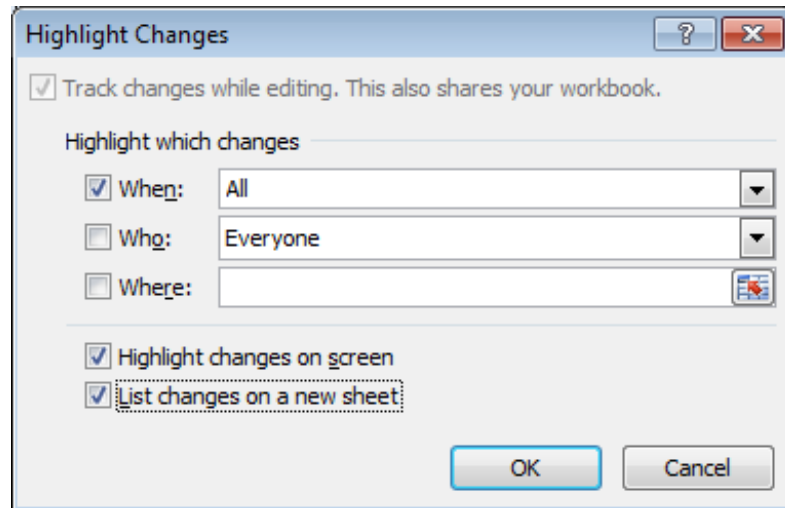 Highlight Changes
Track changes while editing. This also shares your workbook.
Highlight which changes
When: All
Who: Everyone
Where:
Highlight changes on screen
List changes on a new sheet
OK Cancel